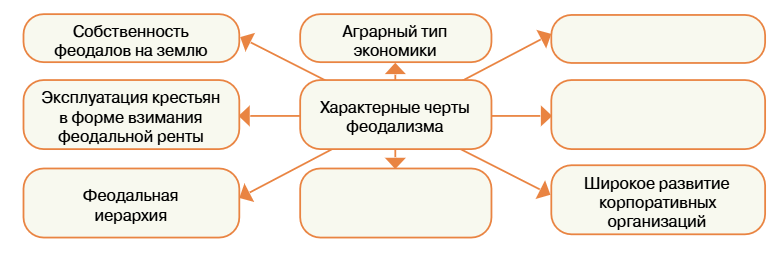 Собственность
феодалов на землю
Аграрный тип
экономики
Эксплуатация крестьян
в форме взимания
феодальной ренты
Характерные черты
феодализма
Феодальная
иерархия
Широкое развитие
корпоративных
организаций